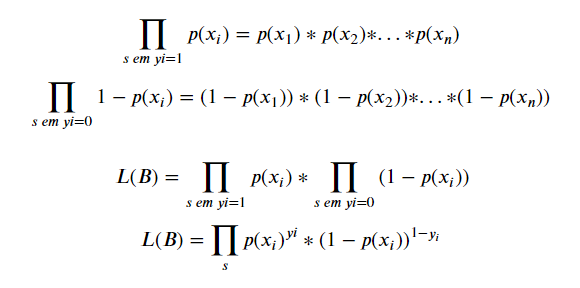 ∏ p(xᵢ) = p(x₁) * p(x₂)*. . . *p(xₙ)
s em yi=1
∏ 1 − p(xᵢ) = (1 − p(x₁)) * (1 − p(x₂))*. . . *(1 − p(xₙ))
s em yi=0
L(B) = ∏ p(xᵢ) * ∏ (1 − p(xᵢ))
s em yi=1 s em yi=0
L(B) = ∏ p(xᵢ)^yi * (1 − p(xᵢ))^1−yᵢ
s